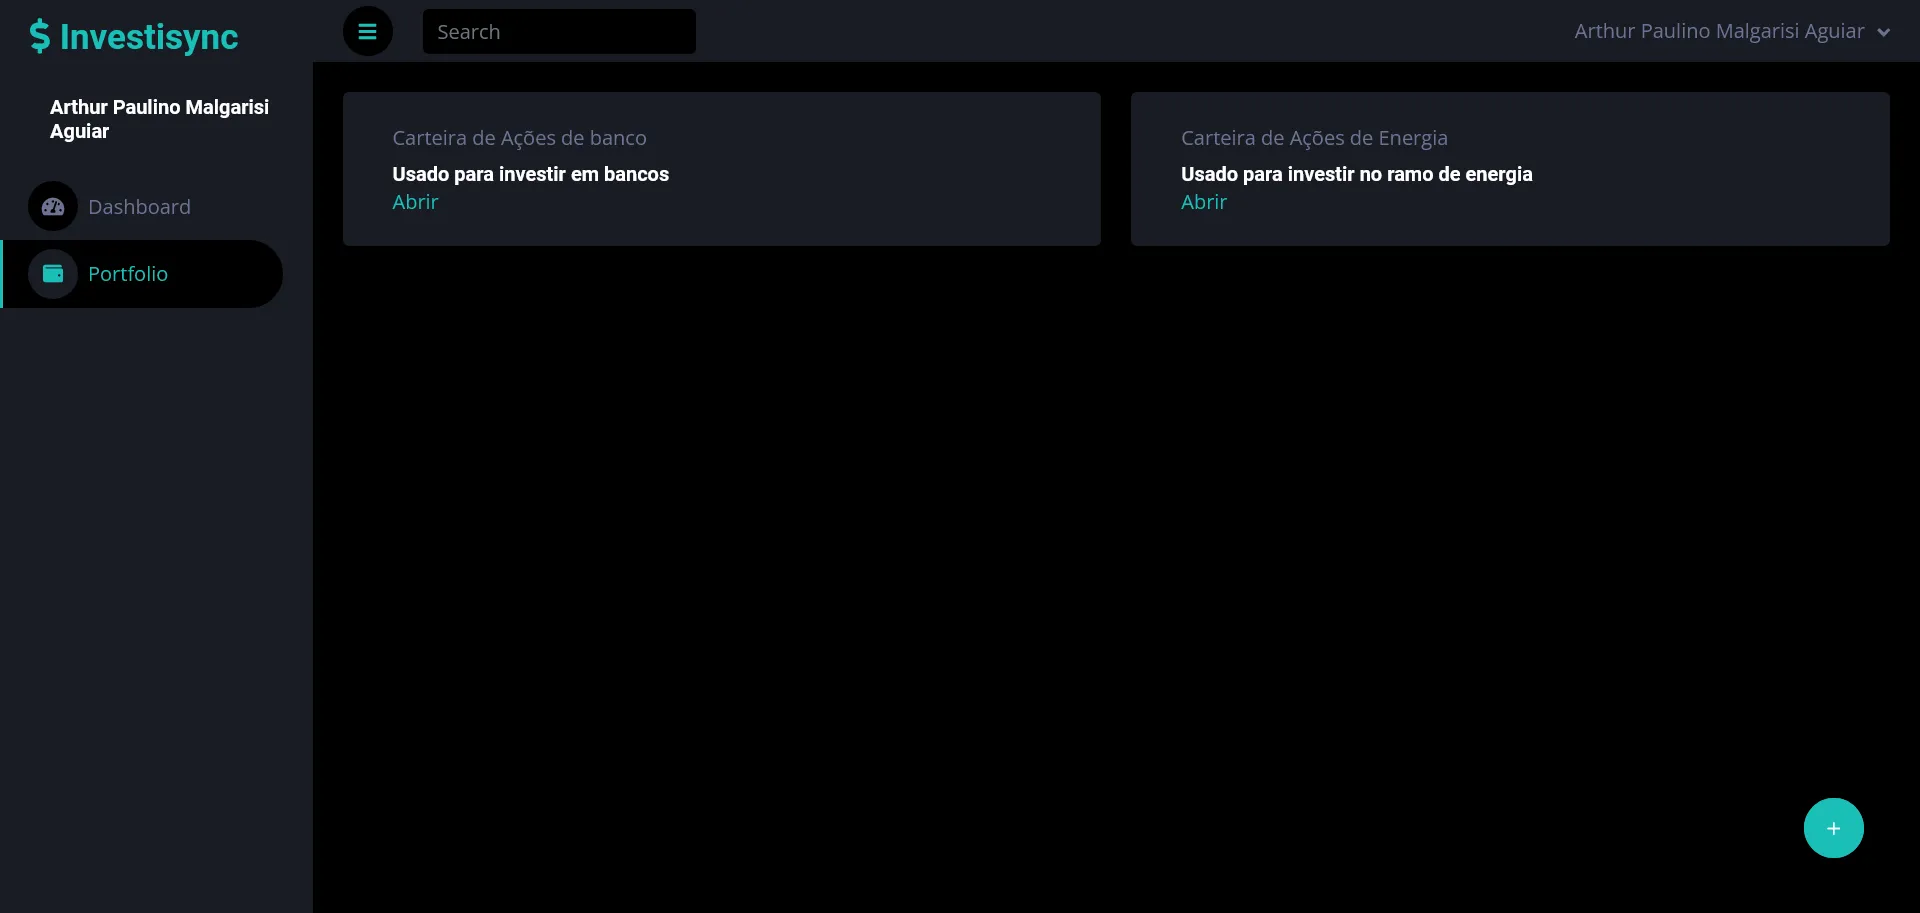 $ Investisync
Search
Arthur Paulino Malgarisi Aguiar
Arthur Paulino Malgarisi
Aguiar
Dashboard
Portfolio
Carteira de Ações de banco
Usado para investir em bancos
Abrir
Carteira de Ações de Energia
Usado para investir no ramo de energia
Abrir
+